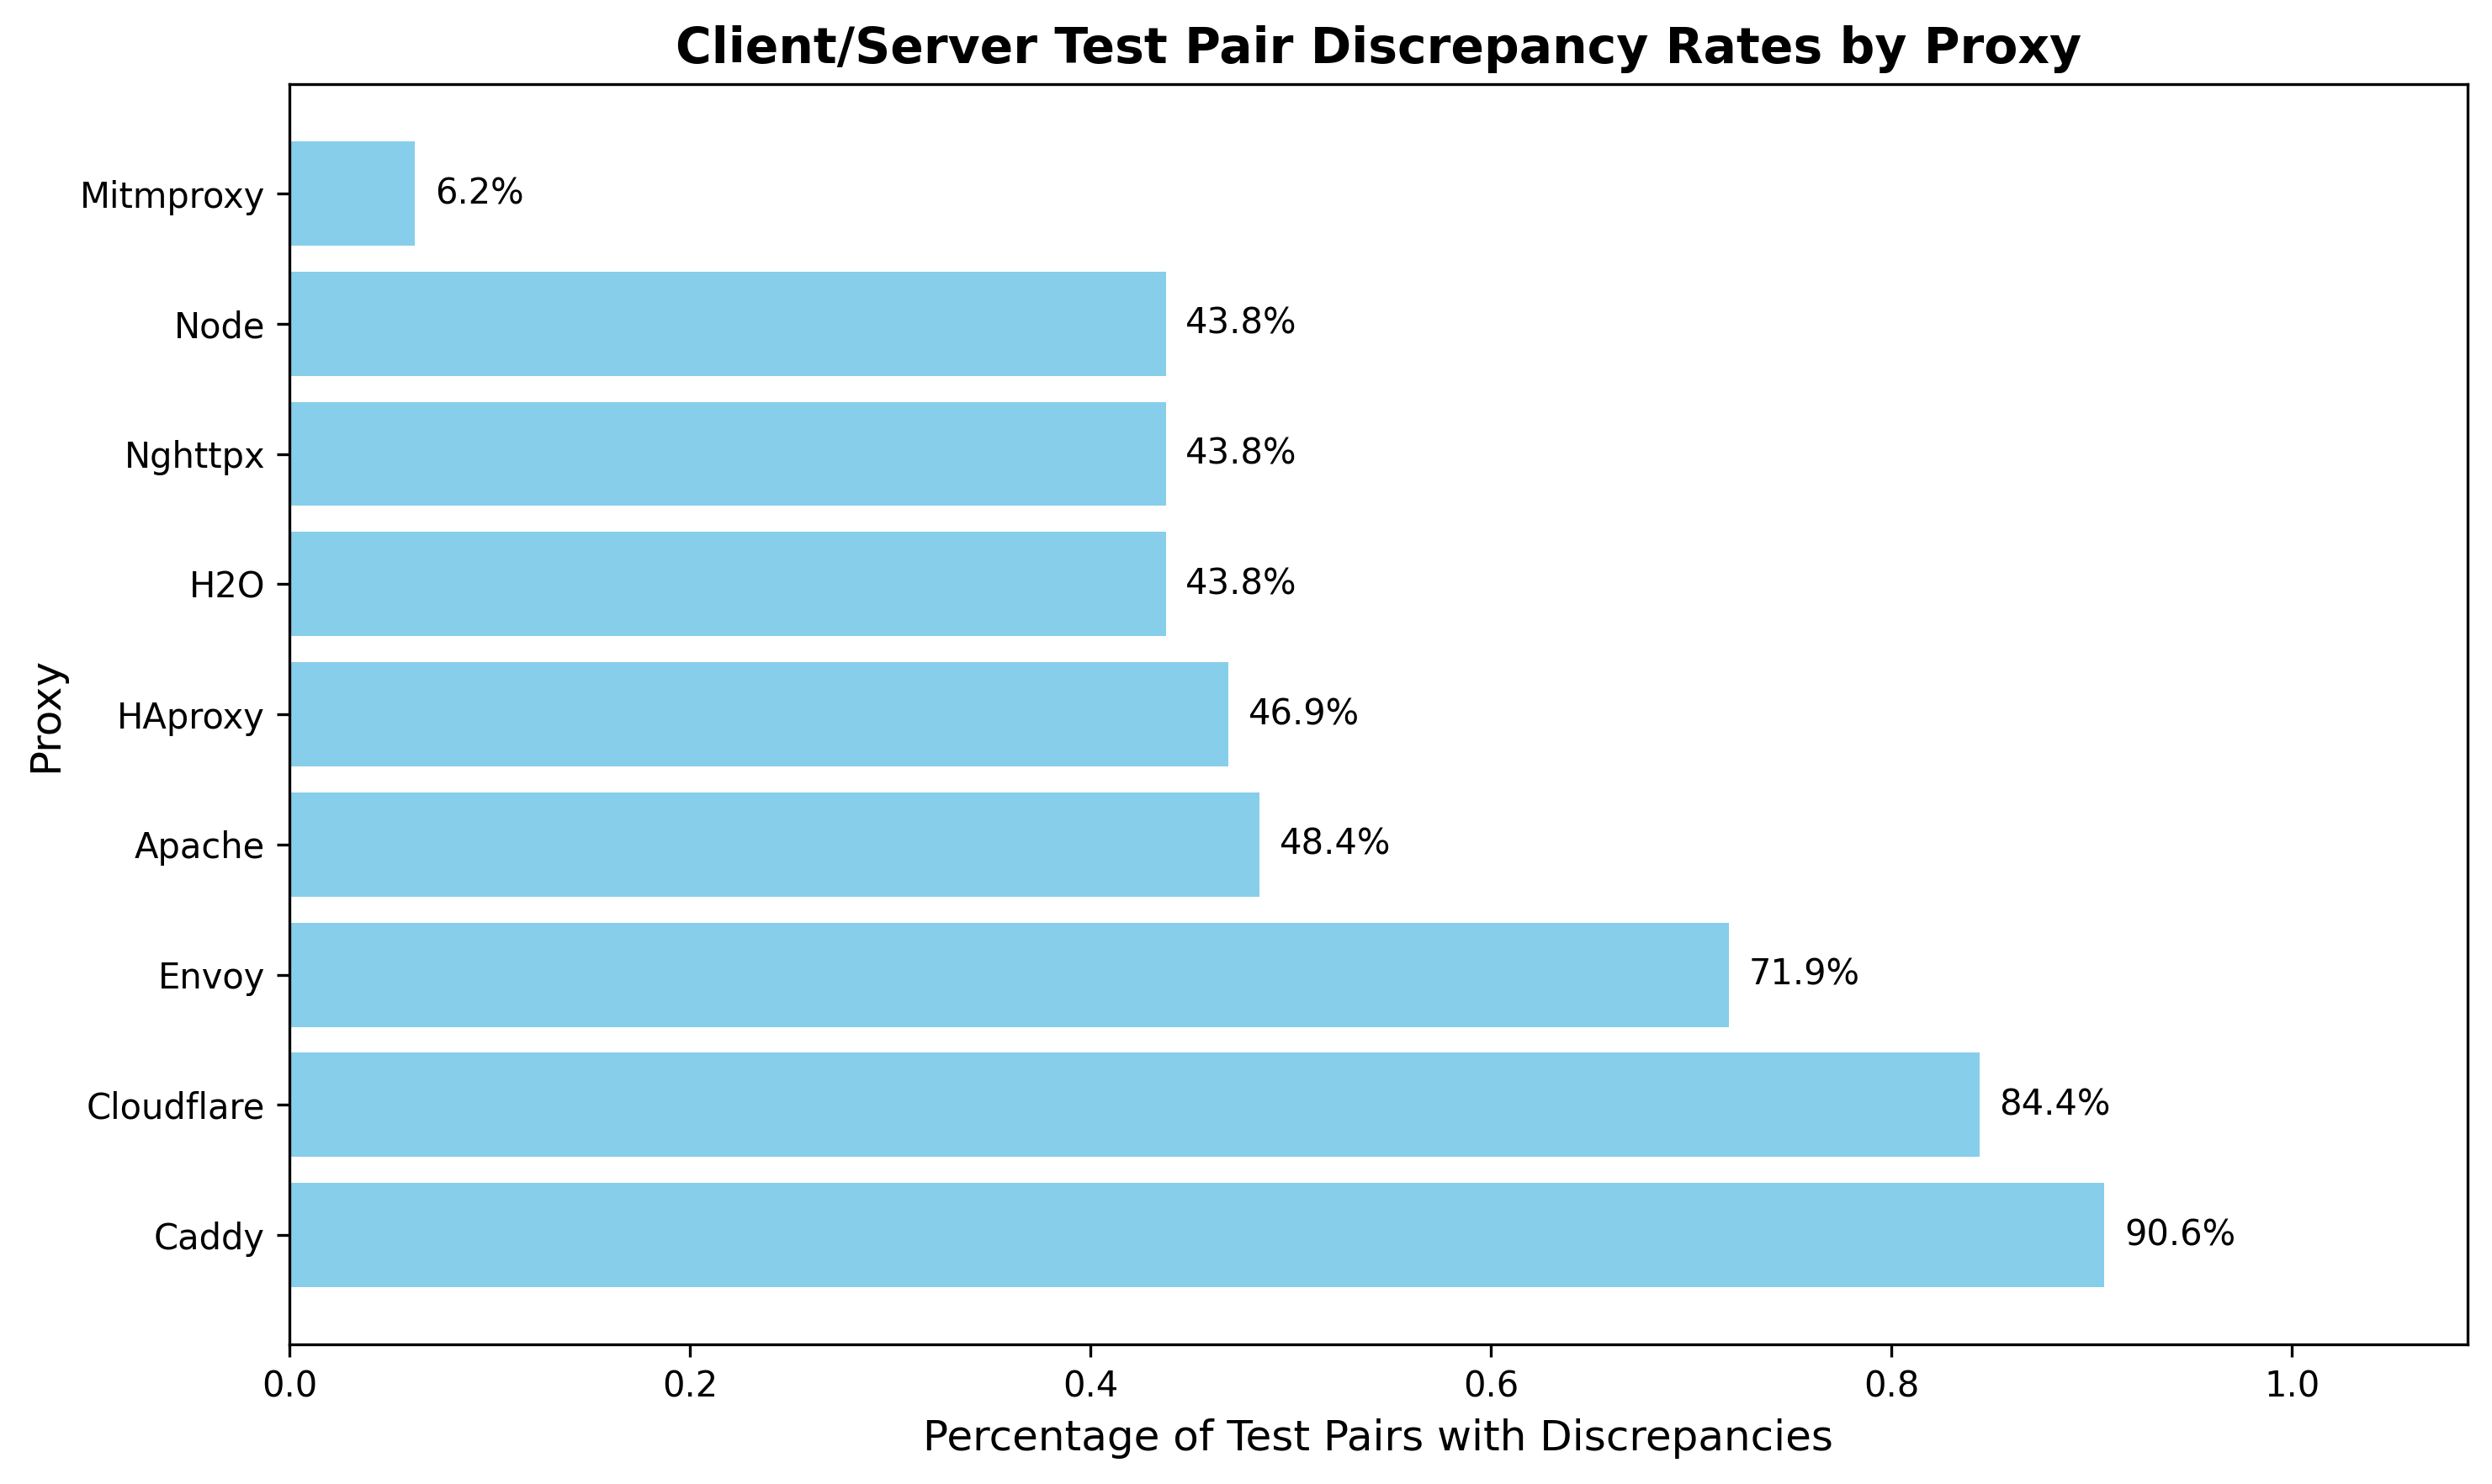 Client/Server Test Pair Discrepancy Rates by Proxy
Proxy
Mitmproxy
6.2%
Node
43.8%
Nghttpx
43.8%
H2O
43.8%
HAproxy
46.9%
Apache
48.4%
Envoy
71.9%
Cloudflare
84.4%
Caddy
90.6%
0.0 0.2 0.4 0.6 0.8 1.0
Percentage of Test Pairs with Discrepancies